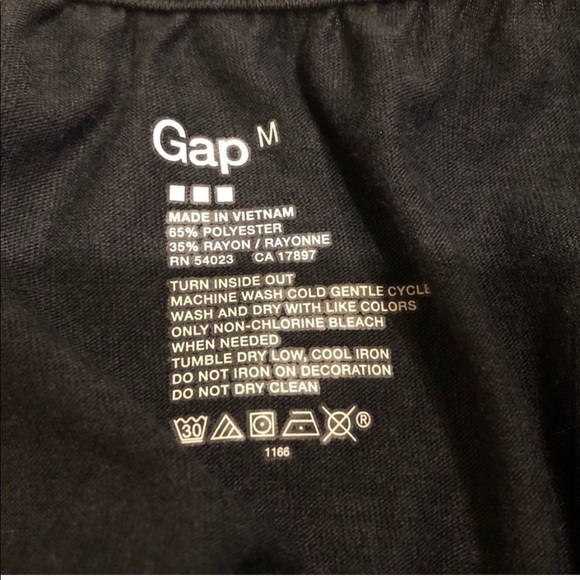 Gap M
MADE IN VIETNAM
65% POLYESTER
35% RAYON / RAYONNE
RN 54023 CA 17897
TURN INSIDE OUT
MACHINE WASH COLD GENTLE CYCLE
WASH AND DRY WITH LIKE COLORS
ONLY NON-CHLORINE BLEACH
WHEN NEEDED
TUMBLE DRY LOW, COOL IRON
DO NOT IRON ON DECORATION
DO NOT DRY CLEAN
30 ®
1166